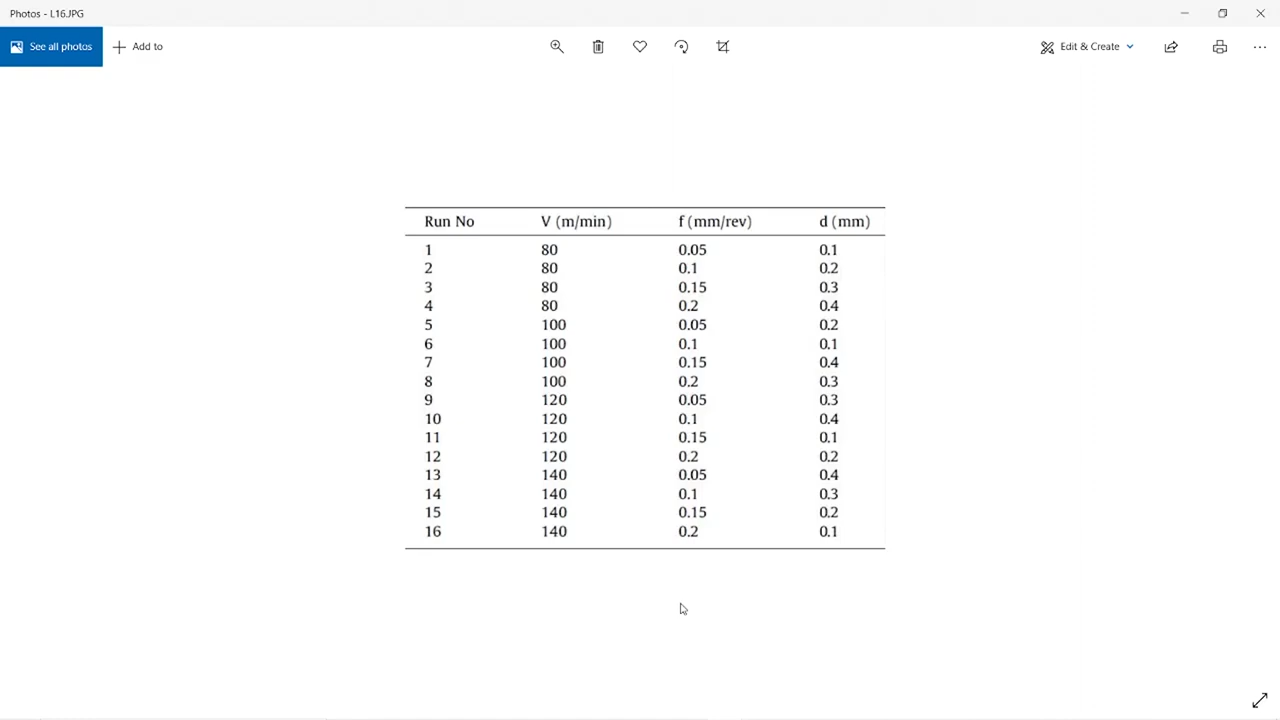 Photos - L16.JPG
See all photos Add to Edit & Create
Run No V (m/min) f (mm/rev) d (mm)
1 80 0.05 0.1
2 80 0.1 0.2
3 80 0.15 0.3
4 80 0.2 0.4
5 100 0.05 0.2
6 100 0.1 0.1
7 100 0.15 0.4
8 100 0.2 0.3
9 120 0.05 0.3
10 120 0.1 0.4
11 120 0.15 0.1
12 120 0.2 0.2
13 140 0.05 0.4
14 140 0.1 0.3
15 140 0.15 0.2
16 140 0.2 0.1